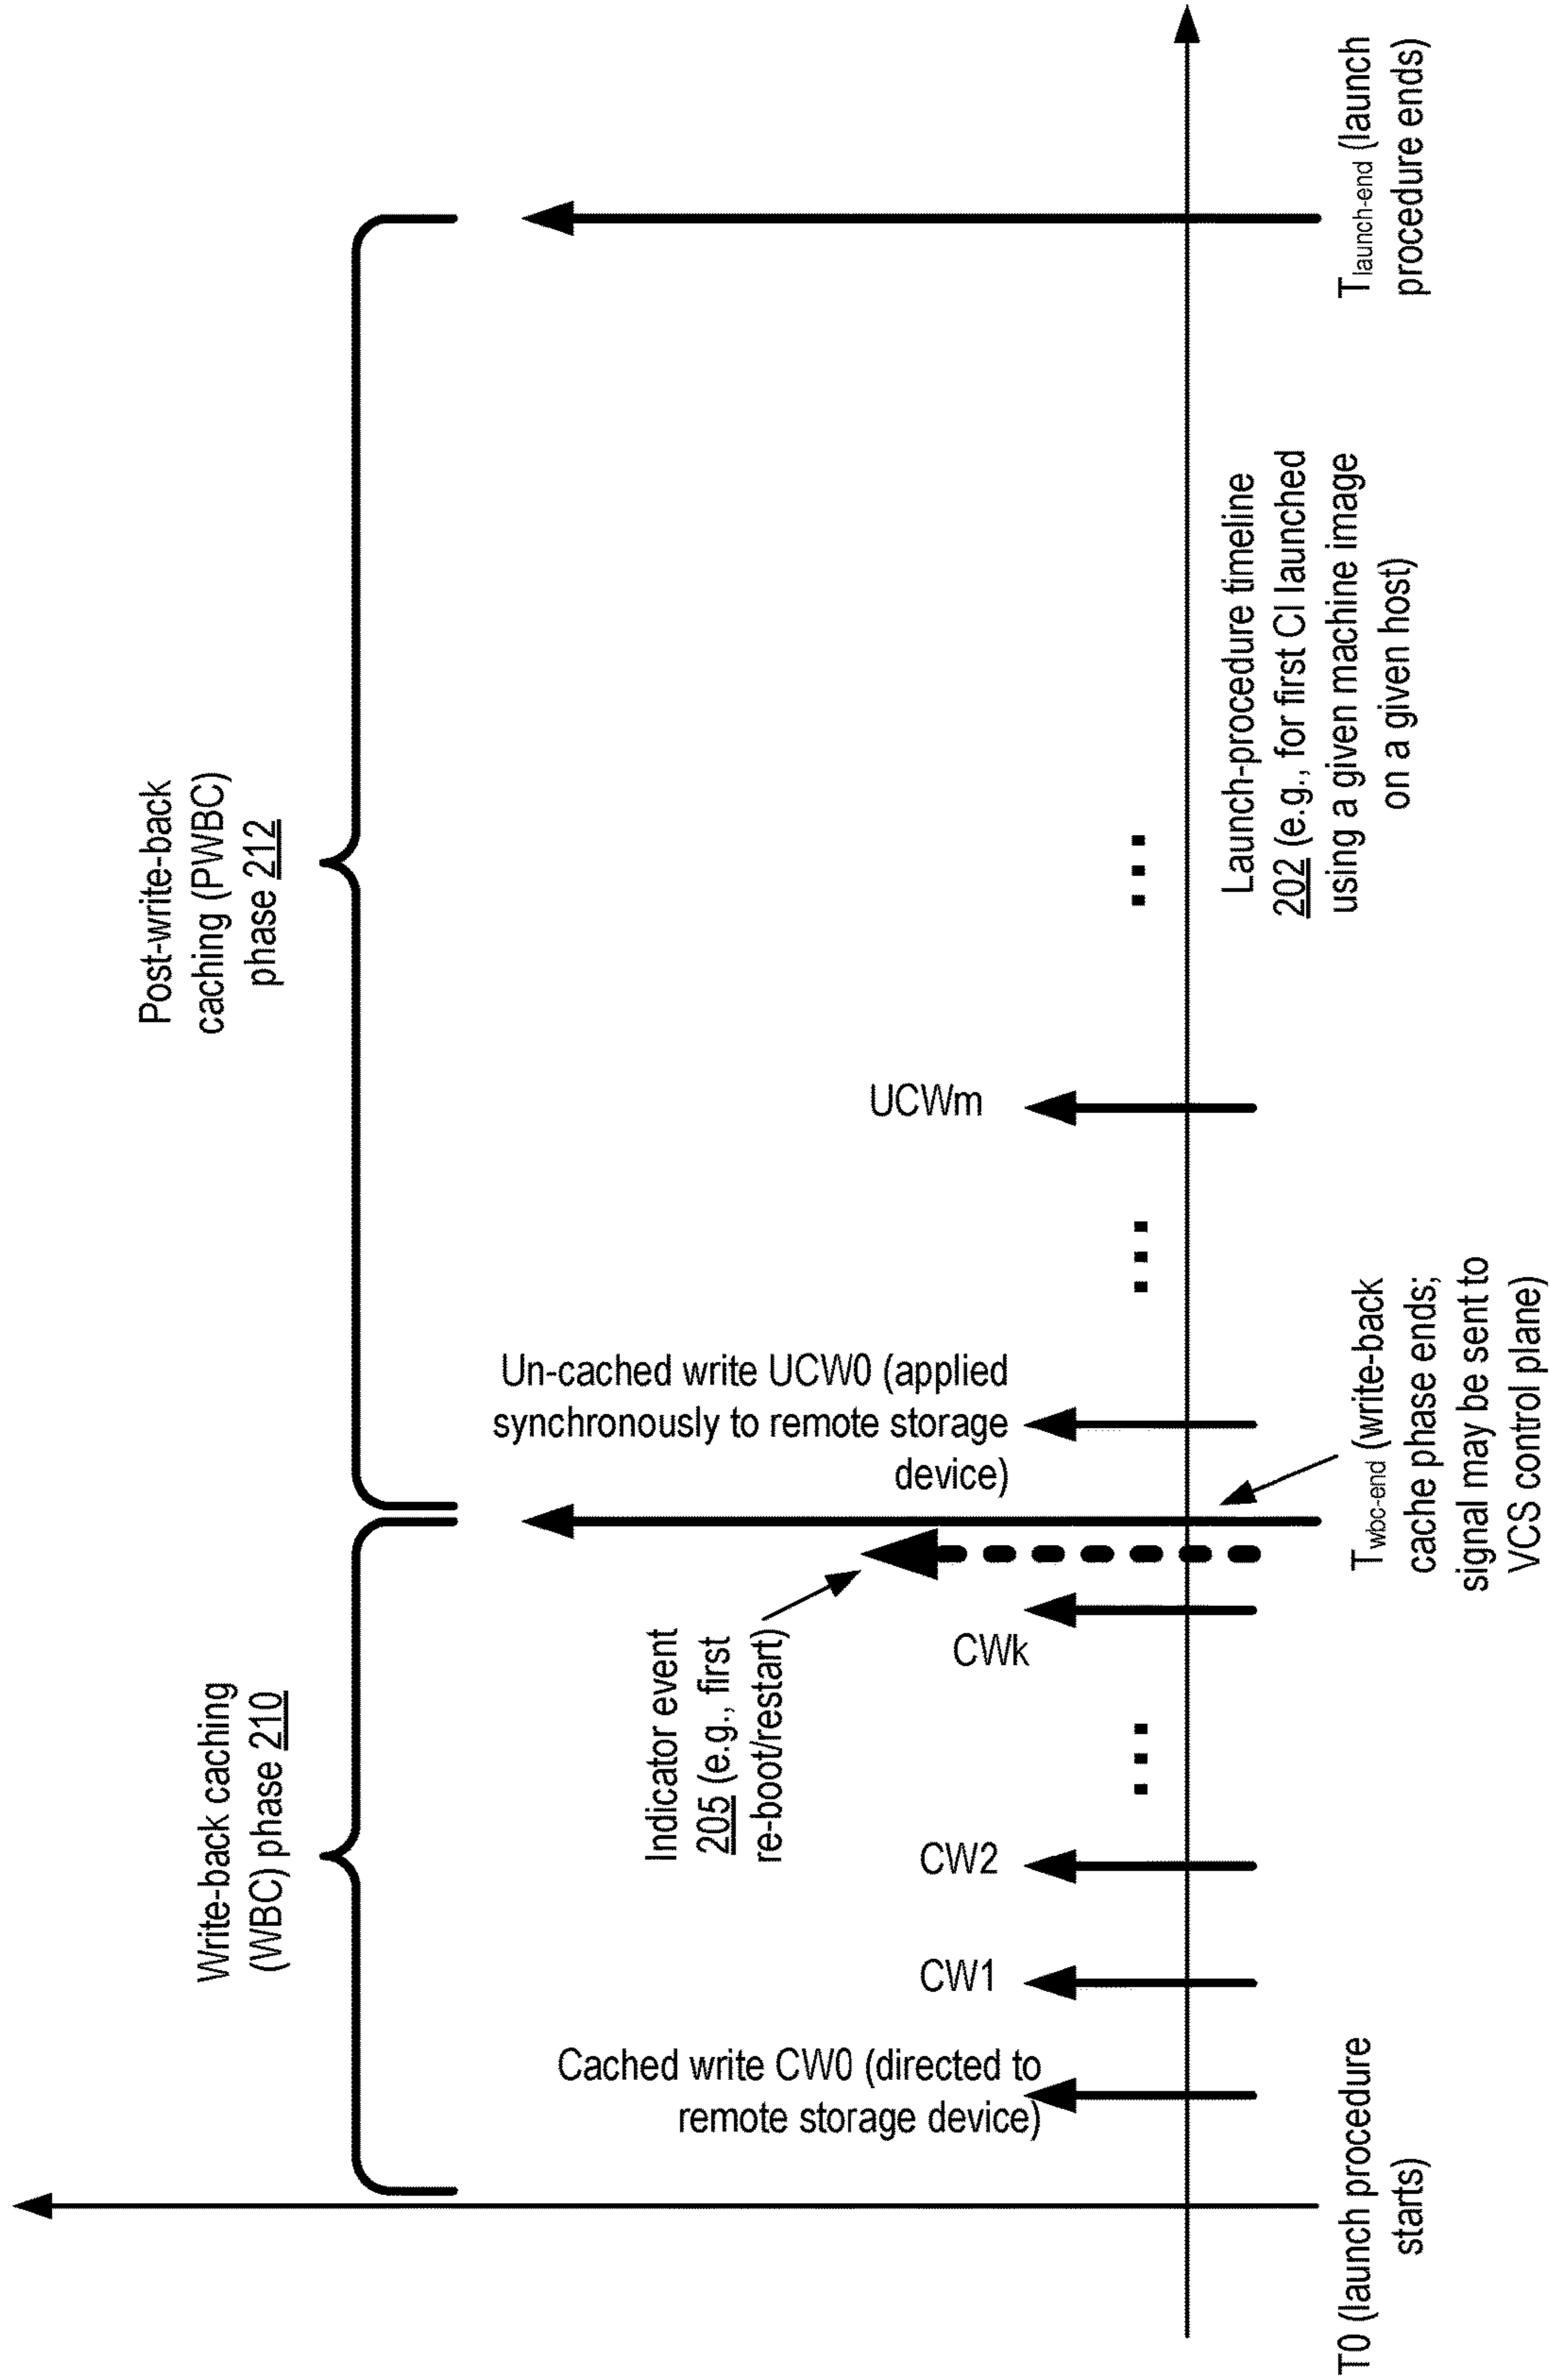 Write-back caching
(WBC) phase 210
Post-write-back
caching (PWBC)
phase 212
Indicator event
205 (e.g., first
re-boot/restart)
Cached write CW0 (directed to
remote storage device)
CW1
CW2
...
CWk
Un-cached write UCW0 (applied
synchronously to remote storage
device)
...
UCWm
...
T0 (launch procedure
starts)
Twbc-end (write-back
cache phase ends;
signal may be sent to
VCS control plane)
Launch-procedure timeline
202 (e.g., for first CI launched
using a given machine image
on a given host)
Tlaunch-end (launch
procedure ends)